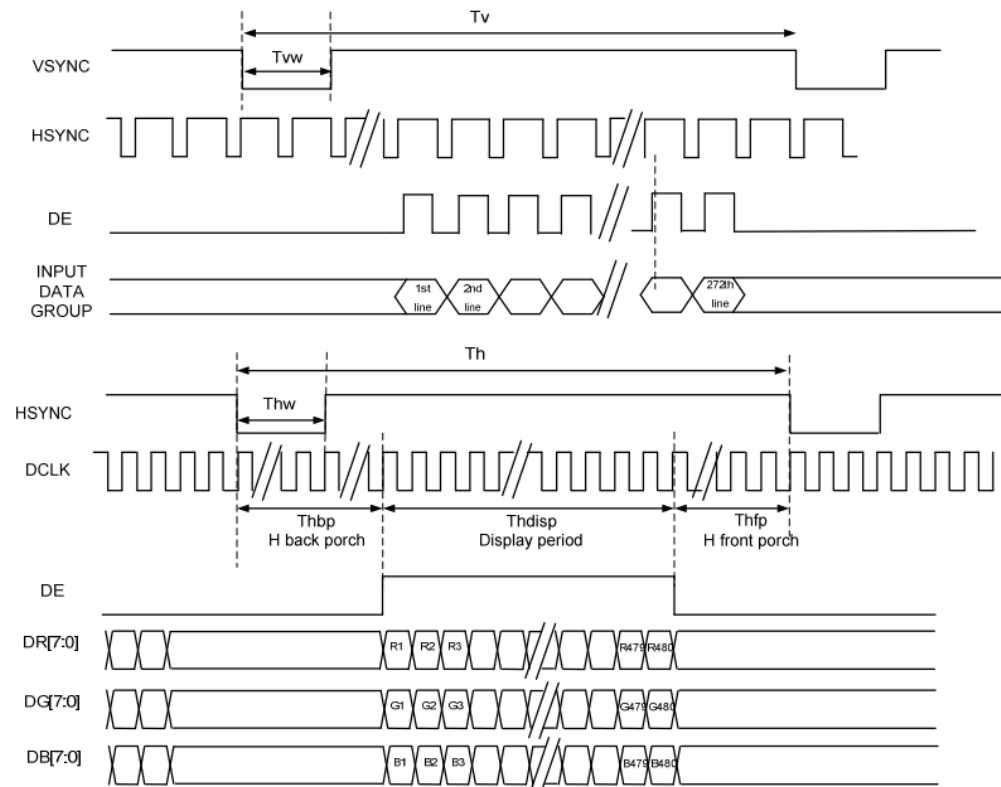 Tv
Tvw
VSYNC
HSYNC
DE
INPUT
DATA
GROUP
1st
line
2nd
line
272th
line
Th
Thw
HSYNC
DCLK
Thbp
H back porch
Thdisp
Display period
Thfp
H front porch
DE
DR[7:0]
R1 R2 R3 R479 R480
DG[7:0]
G1 G2 G3 G479 G480
DB[7:0]
B1 B2 B3 B479 B480